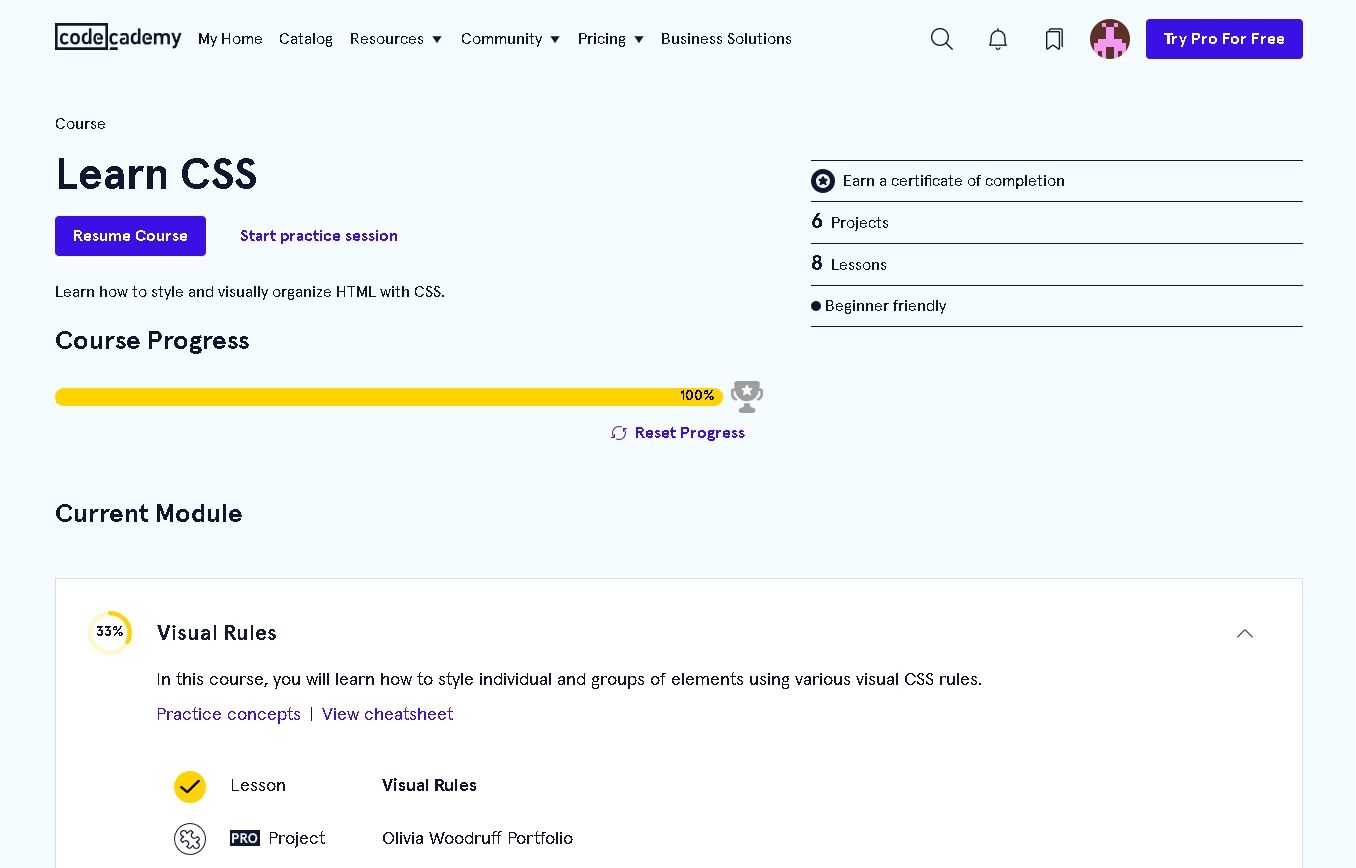 codecademy My Home Catalog Resources Community Pricing Business Solutions Try Pro For Free
Course
Learn CSS
Resume Course Start practice session
Learn how to style and visually organize HTML with CSS.
Earn a certificate of completion
6 Projects
8 Lessons
Beginner friendly
Course Progress
100%
Reset Progress
Current Module
33% Visual Rules
In this course, you will learn how to style individual and groups of elements using various visual CSS rules.
Practice concepts | View cheatsheet
Lesson Visual Rules
PRO Project Olivia Woodruff Portfolio